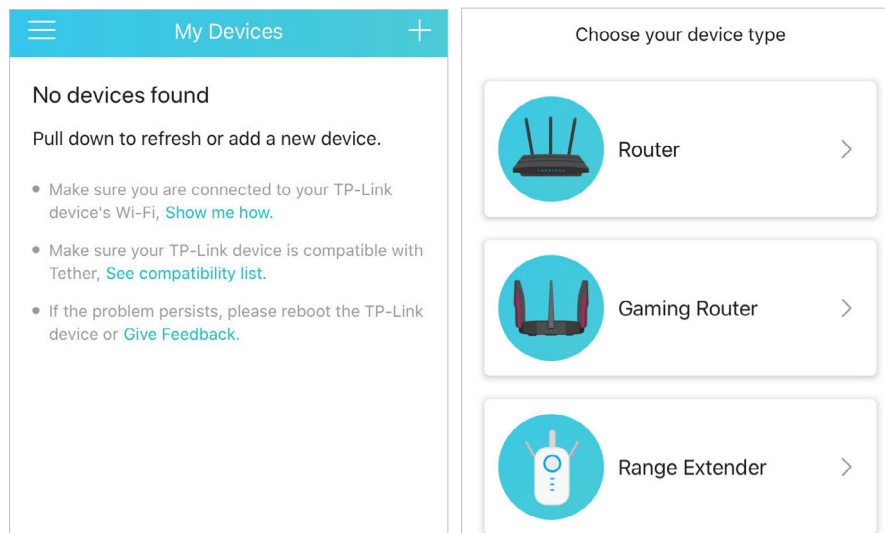 My Devices
No devices found
Pull down to refresh or add a new device.
Make sure you are connected to your TP-Link
device's Wi-Fi, Show me how.
Make sure your TP-Link device is compatible with
Tether, See compatibility list.
If the problem persists, please reboot the TP-Link
device or Give Feedback.
Choose your device type
Router
Gaming Router
Range Extender